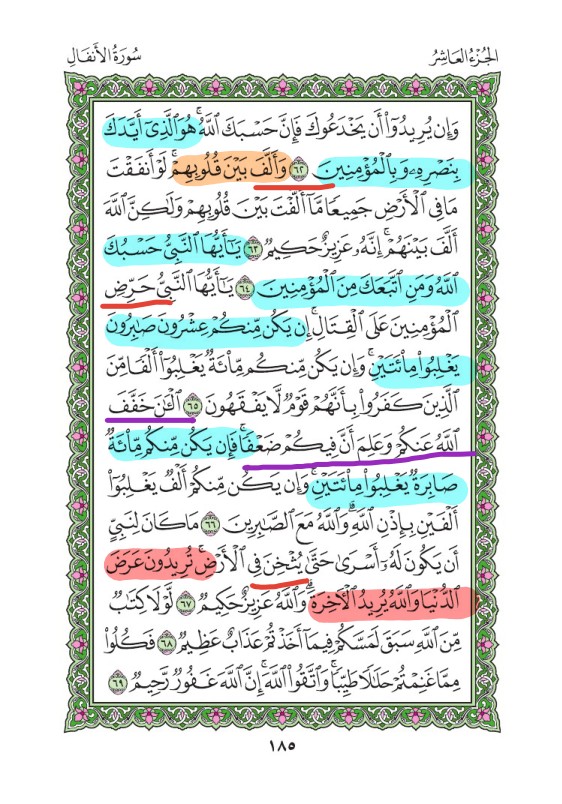 الجُزْءُ العَاشِرُ سُورَةُ الأَنفَالِ
وَإِن يُرِيدُوٓا۟ أَن يَخْدَعُوكَ فَإِنَّ حَسْبَكَ ٱللَّهُ ۚ هُوَ ٱلَّذِىٓ أَيَّدَكَ
بِنَصْرِهِۦ وَبِٱلْمُؤْمِنِينَ ٦٢ وَأَلَّفَ بَيْنَ قُلُوبِهِمْ ۚ لَوْ أَنفَقْتَ
مَا فِى ٱلْأَرْضِ جَمِيعًا مَّآ أَلَّفْتَ بَيْنَ قُلُوبِهِمْ وَلَٰكِنَّ ٱللَّهَ
أَلَّفَ بَيْنَهُمْ ۚ إِنَّهُۥ عَزِيزٌ حَكِيمٌ ٦٣ يَٰٓأَيُّهَا ٱلنَّبِىُّ حَسْبُكَ
ٱللَّهُ وَمَنِ ٱتَّبَعَكَ مِنَ ٱلْمُؤْمِنِينَ ٦٤ يَٰٓأَيُّهَا ٱلنَّبِىُّ حَرِّضِ
ٱلْمُؤْمِنِينَ عَلَى ٱلْقِتَالِ ۚ إِن يَكُن مِّنكُمْ عِشْرُونَ صَٰبِرُونَ
يَغْلِبُوا۟ مِا۟ئَتَيْنِ ۚ وَإِن يَكُن مِّنكُم مِّا۟ئَةٌ يَغْلِبُوٓا۟ أَلْفًا مِّنَ
ٱلَّذِينَ كَفَرُوا۟ بِأَنَّهُمْ قَوْمٌ لَّا يَفْقَهُونَ ٦٥ ٱلْـَٰٔنَ خَفَّفَ
ٱللَّهُ عَنكُمْ وَعَلِمَ أَنَّ فِيكُمْ ضَعْفًا ۚ فَإِن يَكُن مِّنكُم مِّا۟ئَةٌ
صَابِرَةٌ يَغْلِبُوا۟ مِا۟ئَتَيْنِ ۚ وَإِن يَكُن مِّنكُمْ أَلْفٌ يَغْلِبُوٓا۟
أَلْفَيْنِ بِإِذْنِ ٱللَّهِ ۗ وَٱللَّهُ مَعَ ٱلصَّٰبِرِينَ ٦٦ مَا كَانَ لِنَبِىٍّ
أَن يَكُونَ لَهُۥٓ أَسْرَىٰ حَتَّىٰ يُثْخِنَ فِى ٱلْأَرْضِ ۚ تُرِيدُونَ عَرَضَ
ٱلدُّنْيَا وَٱللَّهُ يُرِيدُ ٱلْءَاخِرَةَ ۗ وَٱللَّهُ عَزِيزٌ حَكِيمٌ ٦٧ لَّوْلَا كِتَٰبٌ
مِّنَ ٱللَّهِ سَبَقَ لَمَسَّكُمْ فِيمَآ أَخَذْتُمْ عَذَابٌ عَظِيمٌ ٦٨ فَكُلُوا۟
مِمَّا غَنِمْتُمْ حَلَٰلًا طَيِّبًا ۚ وَٱتَّقُوا۟ ٱللَّهَ ۚ إِنَّ ٱللَّهَ غَفُورٌ رَّحِيمٌ ٦٩
١٨٥